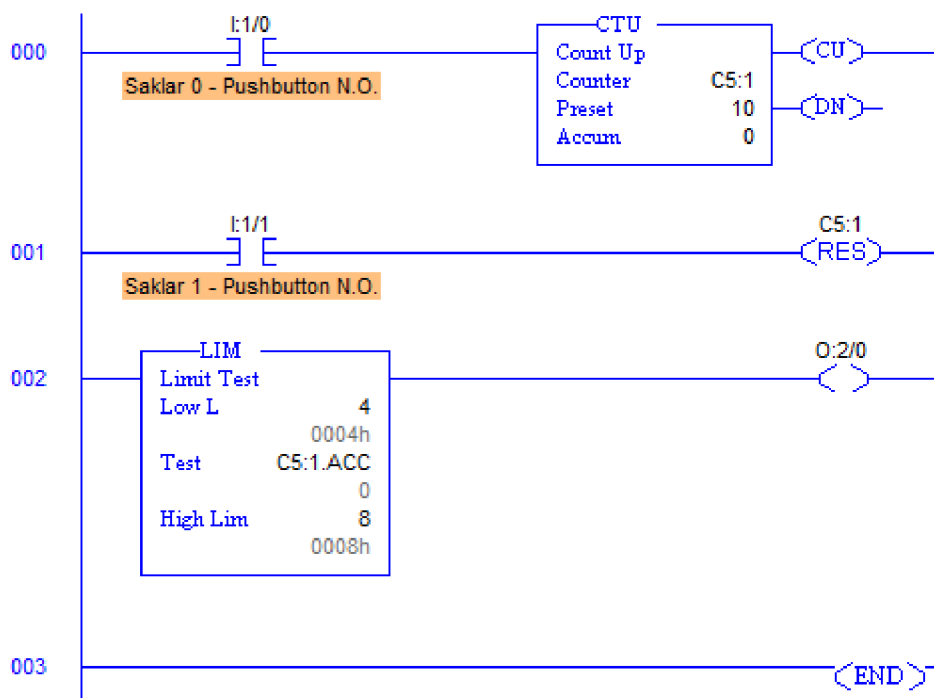 I:1/0
CTU
000
Count Up
CU
Saklar 0 - Pushbutton N.O.
Counter C5:1
Preset 10
DN
Accum 0
I:1/1
C5:1
001
RES
Saklar 1 - Pushbutton N.O.
LIM
O:2/0
002
Limit Test
Low L 4
0004h
Test C5:1.ACC
0
High Lim 8
0008h
003
END